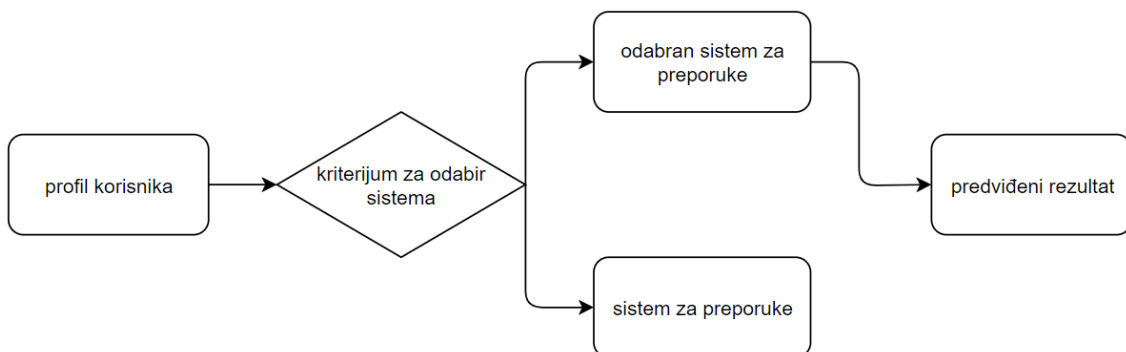 odabran sistem za
preporuke
profil korisnika
kriterijum za odabir
sistema
predviđeni rezultat
sistem za preporuke